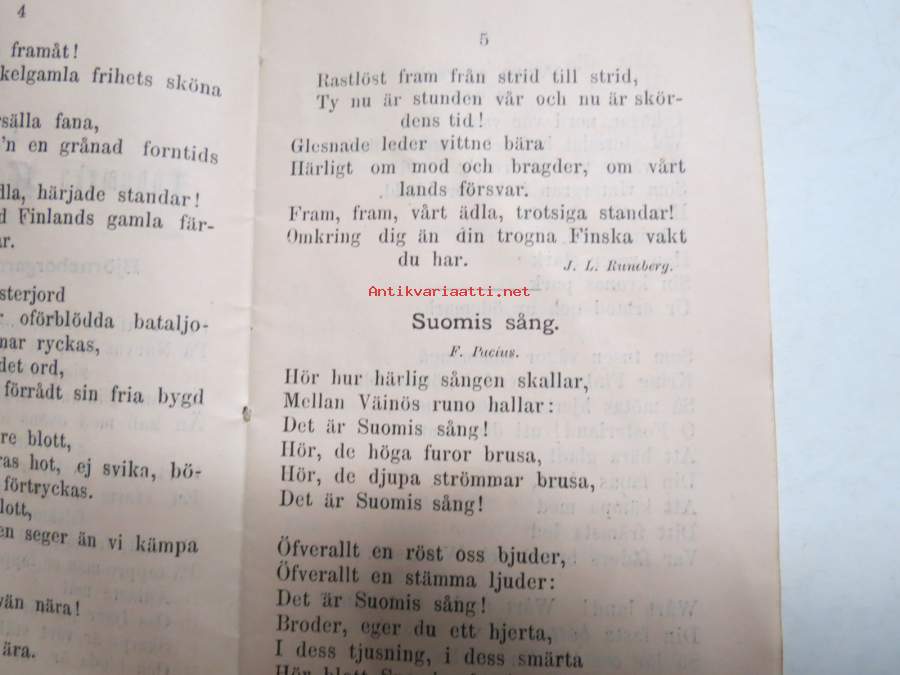 4
framåt!
kelgamla frihets sköna
sälla fana,
'n en grånad forntids
dla, härjade standar!
d Finlands gamla fär-
r.
sterjord
oförblödda bataljo-
nar ryckas,
det ord,
förrådt sin fria bygd
re blott,
as hot, ej svika, bö-
förtryckas.
lott,
en seger än vi kämpa
vän nära!
ära.
5
Rastlöst fram från strid till strid,
Ty nu är stunden vår och nu är skör-
dens tid!
Glesnade leder vittne bära
Härligt om mod och bragder, om vårt
lands försvar.
Fram, fram, vårt ädla, trotsiga standar!
Omkring dig än din trogna Finska vakt
du har.
J. L. Runeberg.
Antikvariaatti.net
Suomis sång.
F. Pacius.
Hör hur härlig sången skallar,
Mellan Väinös runo hallar:
Det är Suomis sång!
Hör, de höga furor brusa,
Hör, de djupa strömmar brusa,
Det är Suomis sång!
Öfverallt en röst oss bjuder,
Öfverallt en stämma ljuder:
Det är Suomis sång!
Broder, eger du ett hjerta,
I dess tjusning, i dess smärta
Hör blott